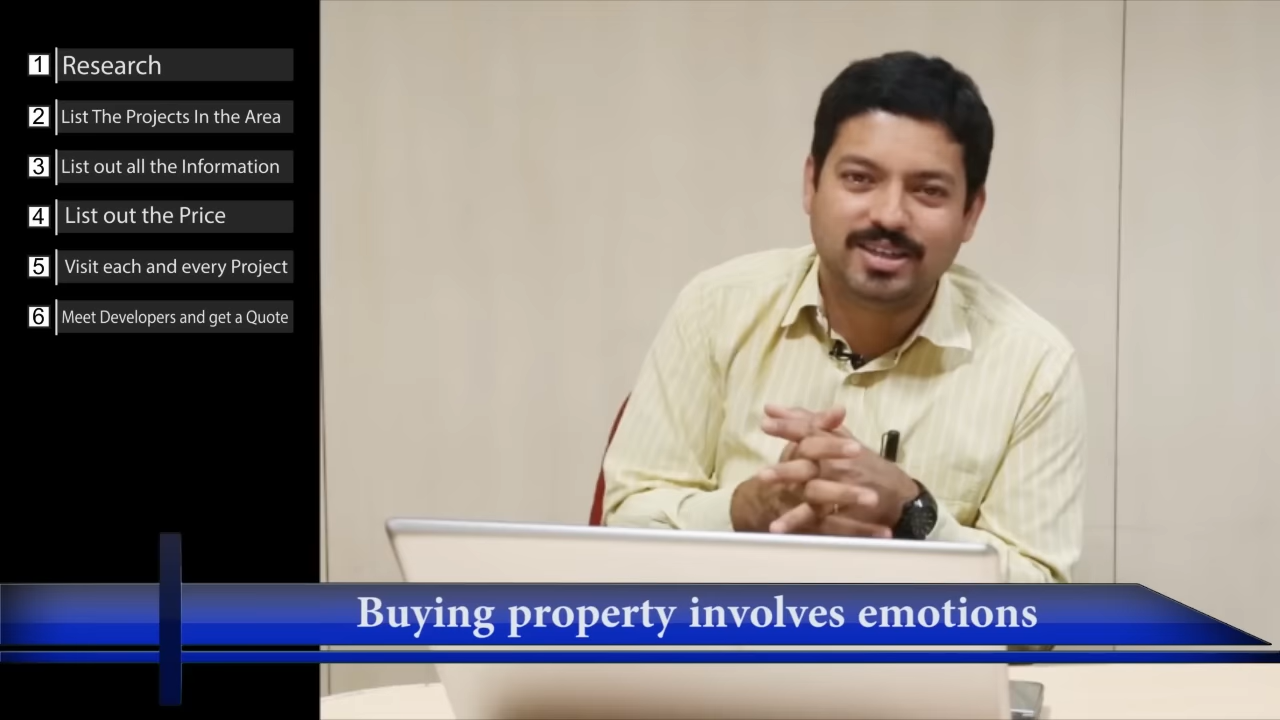 1 Research
2 List The Projects In the Area
3 List out all the Information
4 List out the Price
5 Visit each and every Project
6 Meet Developers and get a Quote
Buying property involves emotions